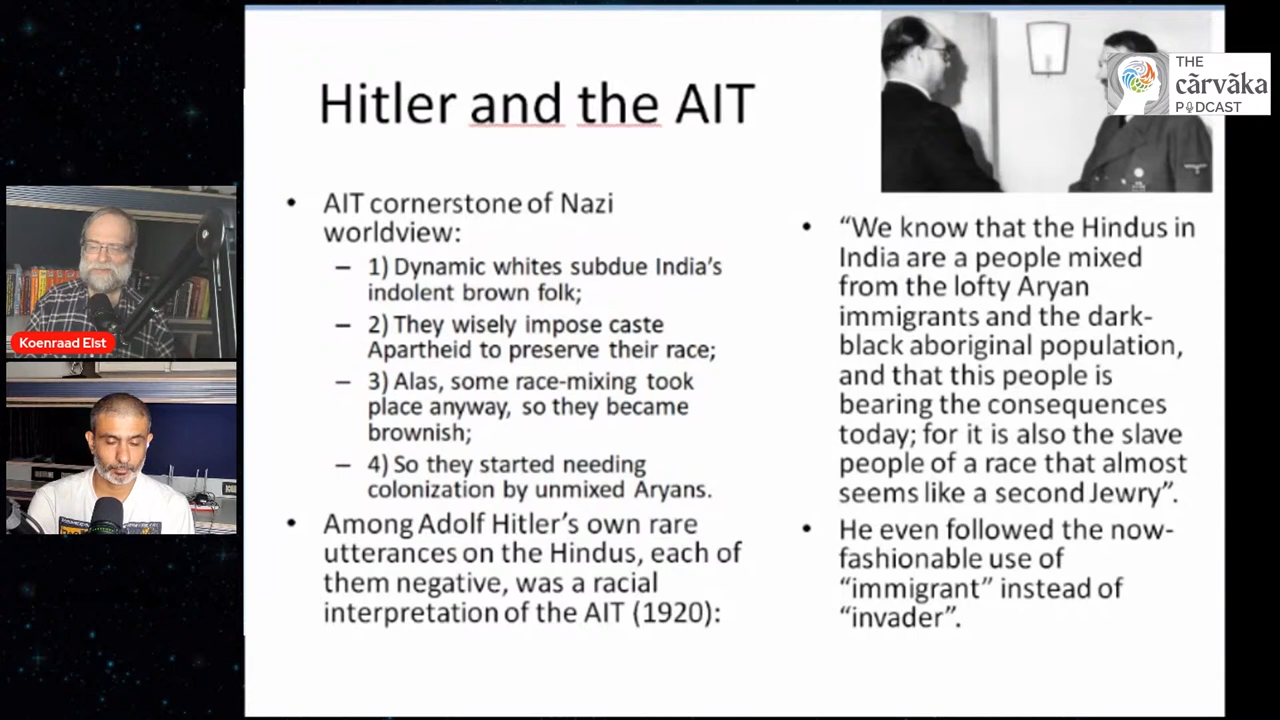 Hitler and the AIT
THE
cārvāka
PODCAST
• AIT cornerstone of Nazi
worldview:
– 1) Dynamic whites subdue India's
indolent brown folk;
– 2) They wisely impose caste
Apartheid to preserve their race;
– 3) Alas, some race-mixing took
place anyway, so they became
brownish;
– 4) So they started needing
colonization by unmixed Aryans.
• Among Adolf Hitler's own rare
utterances on the Hindus, each of
them negative, was a racial
interpretation of the AIT (1920):
• “We know that the Hindus in
India are a people mixed
from the lofty Aryan
immigrants and the dark-
black aboriginal population,
and that this people is
bearing the consequences
today; for it is also the slave
people of a race that almost
seems like a second Jewry”.
• He even followed the now-
fashionable use of
“immigrant” instead of
“invader”.
Koenraad Elst